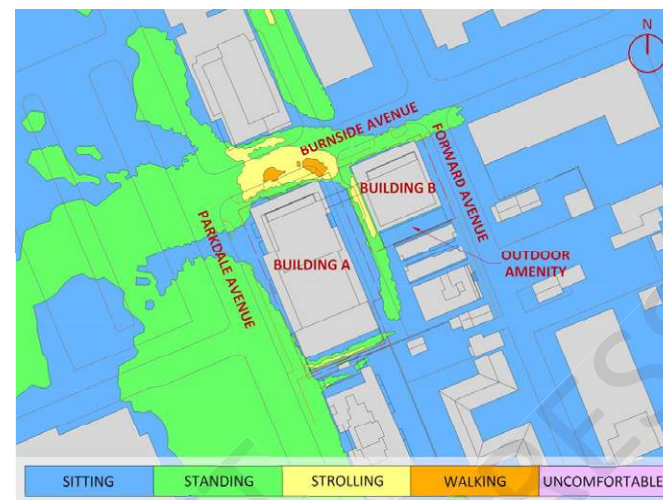 N
BURNSIDE AVENUE
FORWARD AVENUE
BUILDING B
PARKDALE AVENUE
BUILDING A
OUTDOOR
AMENITY
SITTING
STANDING
STROLLING
WALKING
UNCOMFORTABLE